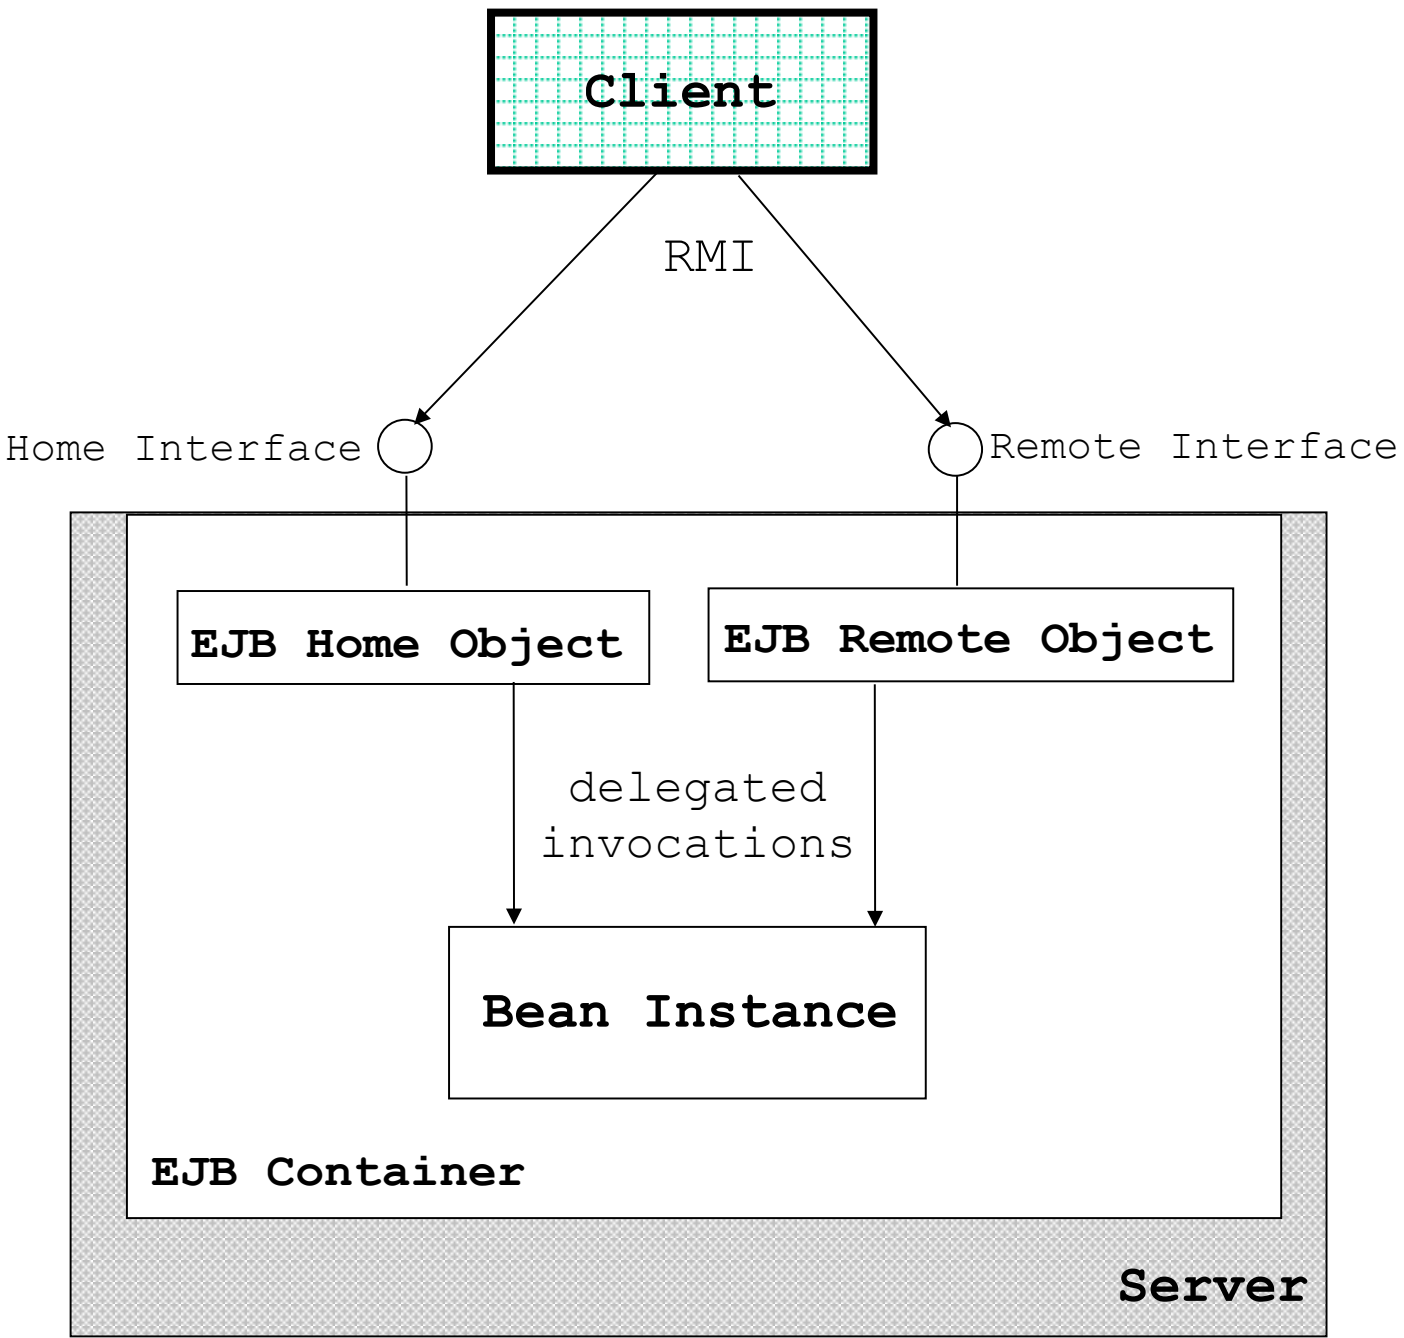 Client
RMI
Home Interface
Remote Interface
EJB Home Object
EJB Remote Object
delegated
invocations
Bean Instance
EJB Container
Server